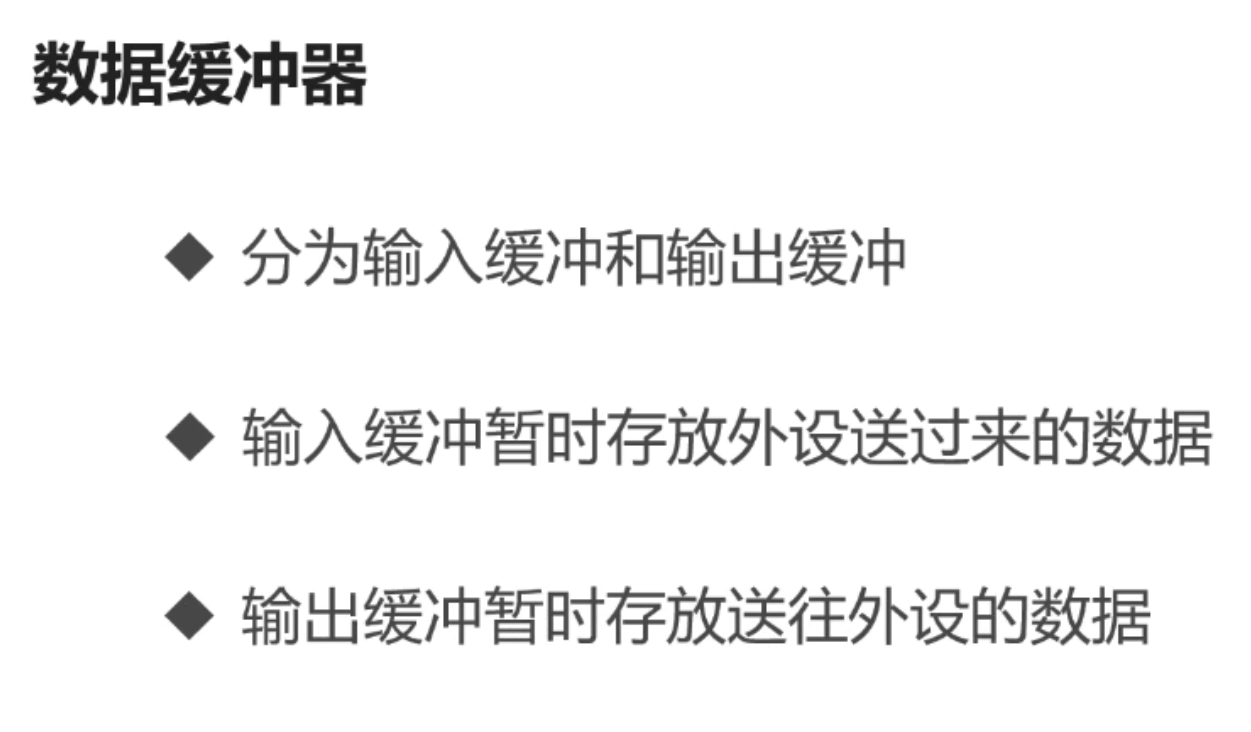 数据缓冲器
◆ 分为输入缓冲和输出缓冲
◆ 输入缓冲暂时存放外设送过来的数据
◆ 输出缓冲暂时存放送往外设的数据